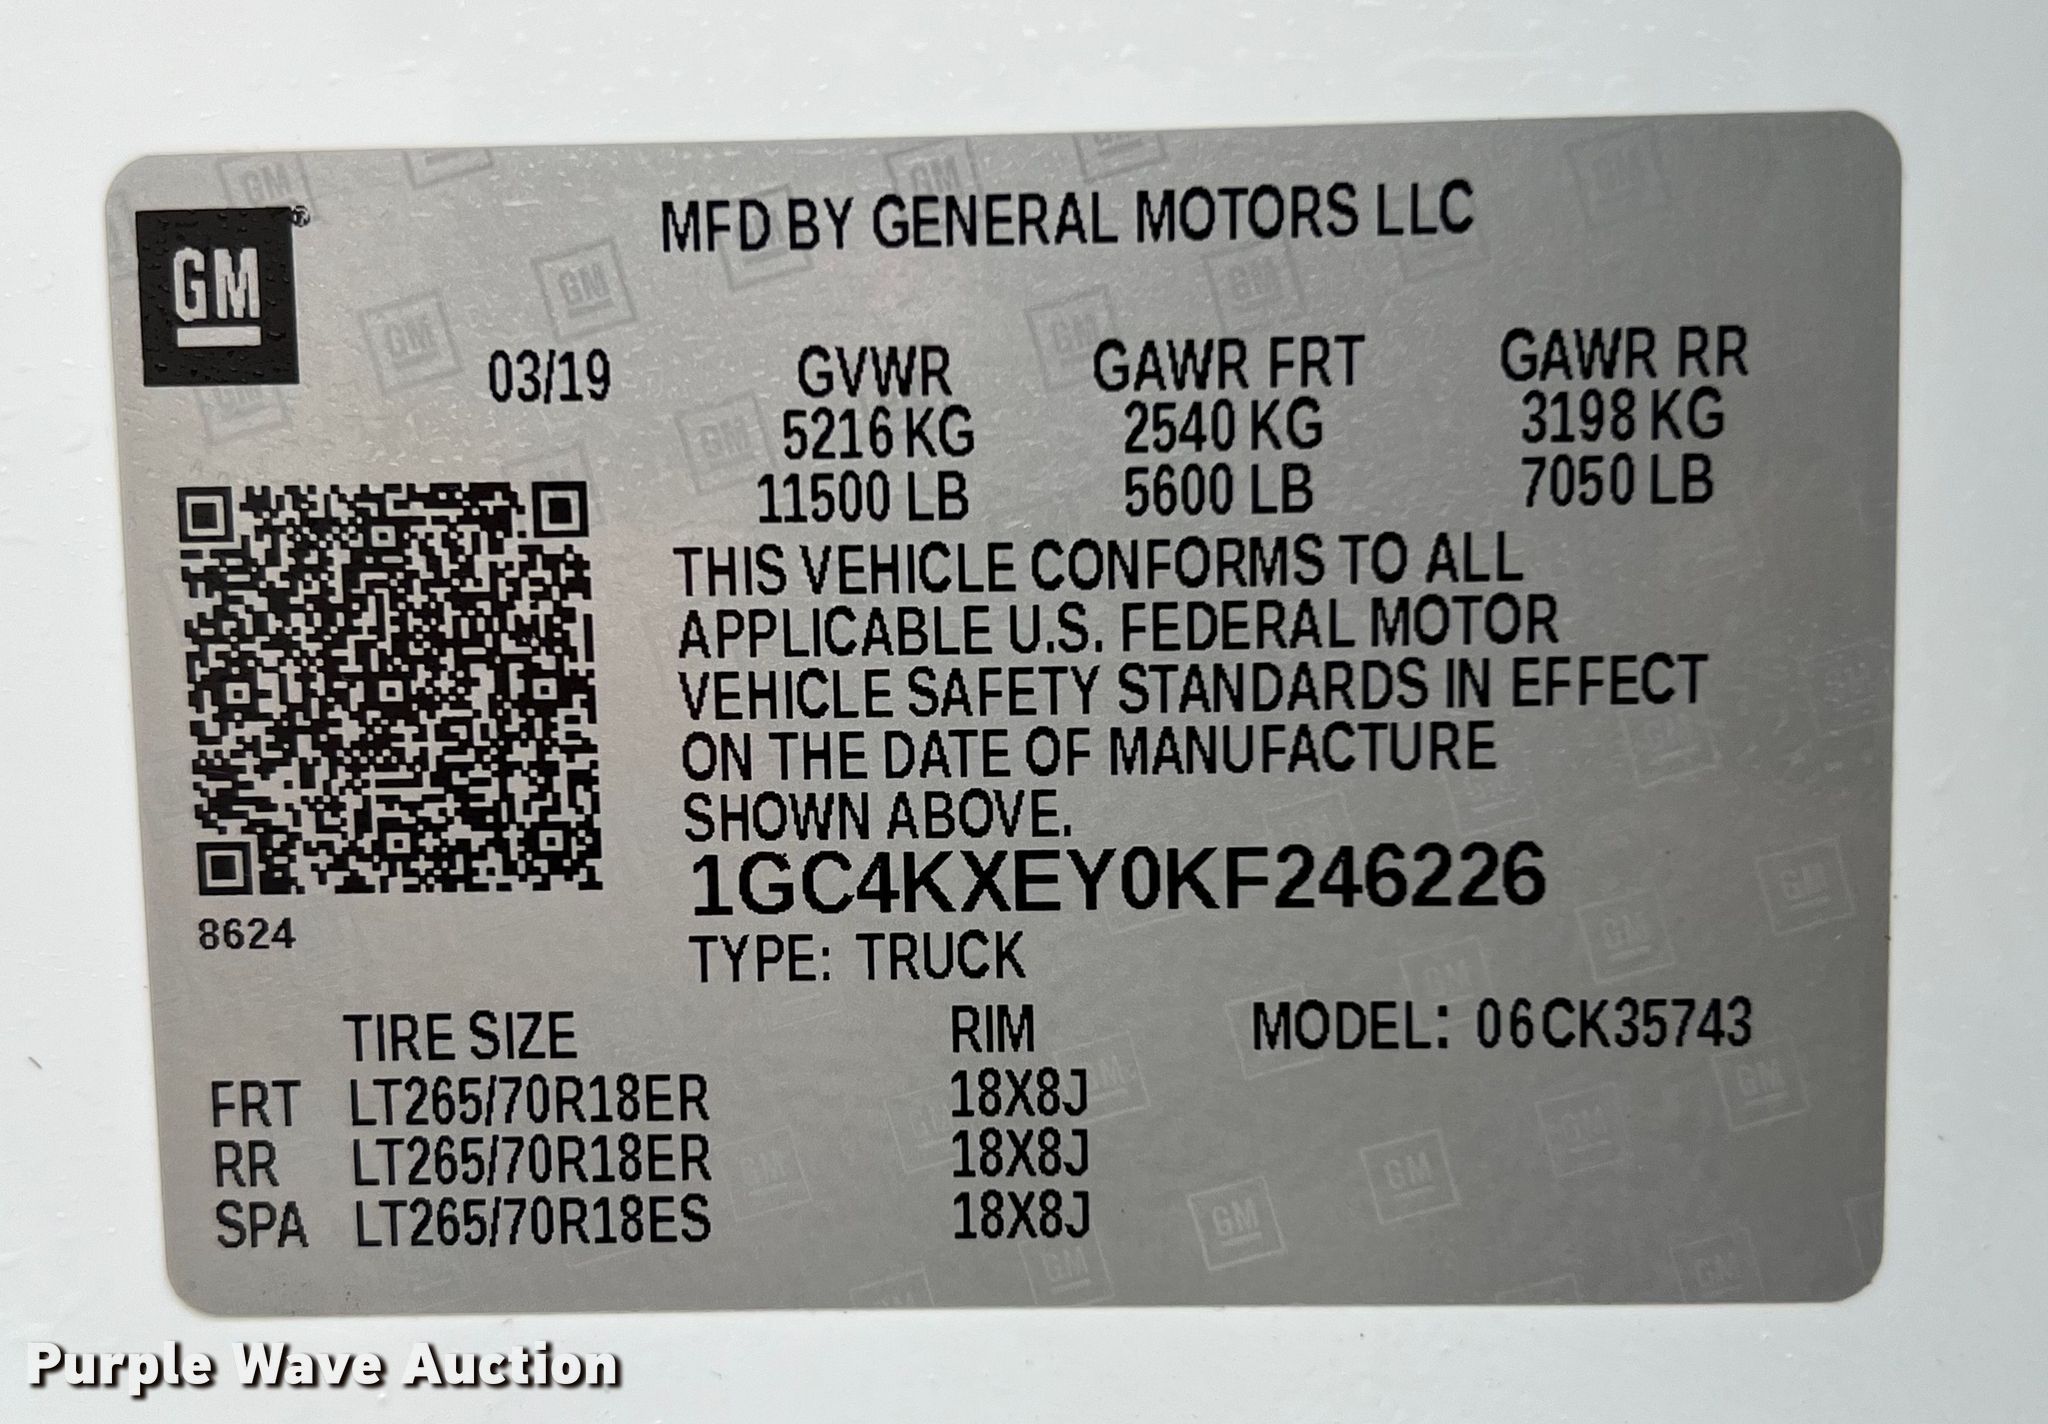 GM®
MFD BY GENERAL MOTORS LLC
03/19 GVWR GAWR FRT GAWR RR
5216 KG 2540 KG 3198 KG
11500 LB 5600 LB 7050 LB
THIS VEHICLE CONFORMS TO ALL
APPLICABLE U.S. FEDERAL MOTOR
VEHICLE SAFETY STANDARDS IN EFFECT
ON THE DATE OF MANUFACTURE
SHOWN ABOVE.
1GC4KXEY0KF246226
8624
TYPE: TRUCK
TIRE SIZE RIM MODEL: 06CK35743
FRT LT265/70R18ER 18X8J
RR LT265/70R18ER 18X8J
SPA LT265/70R18ES 18X8J
Purple Wave Auction